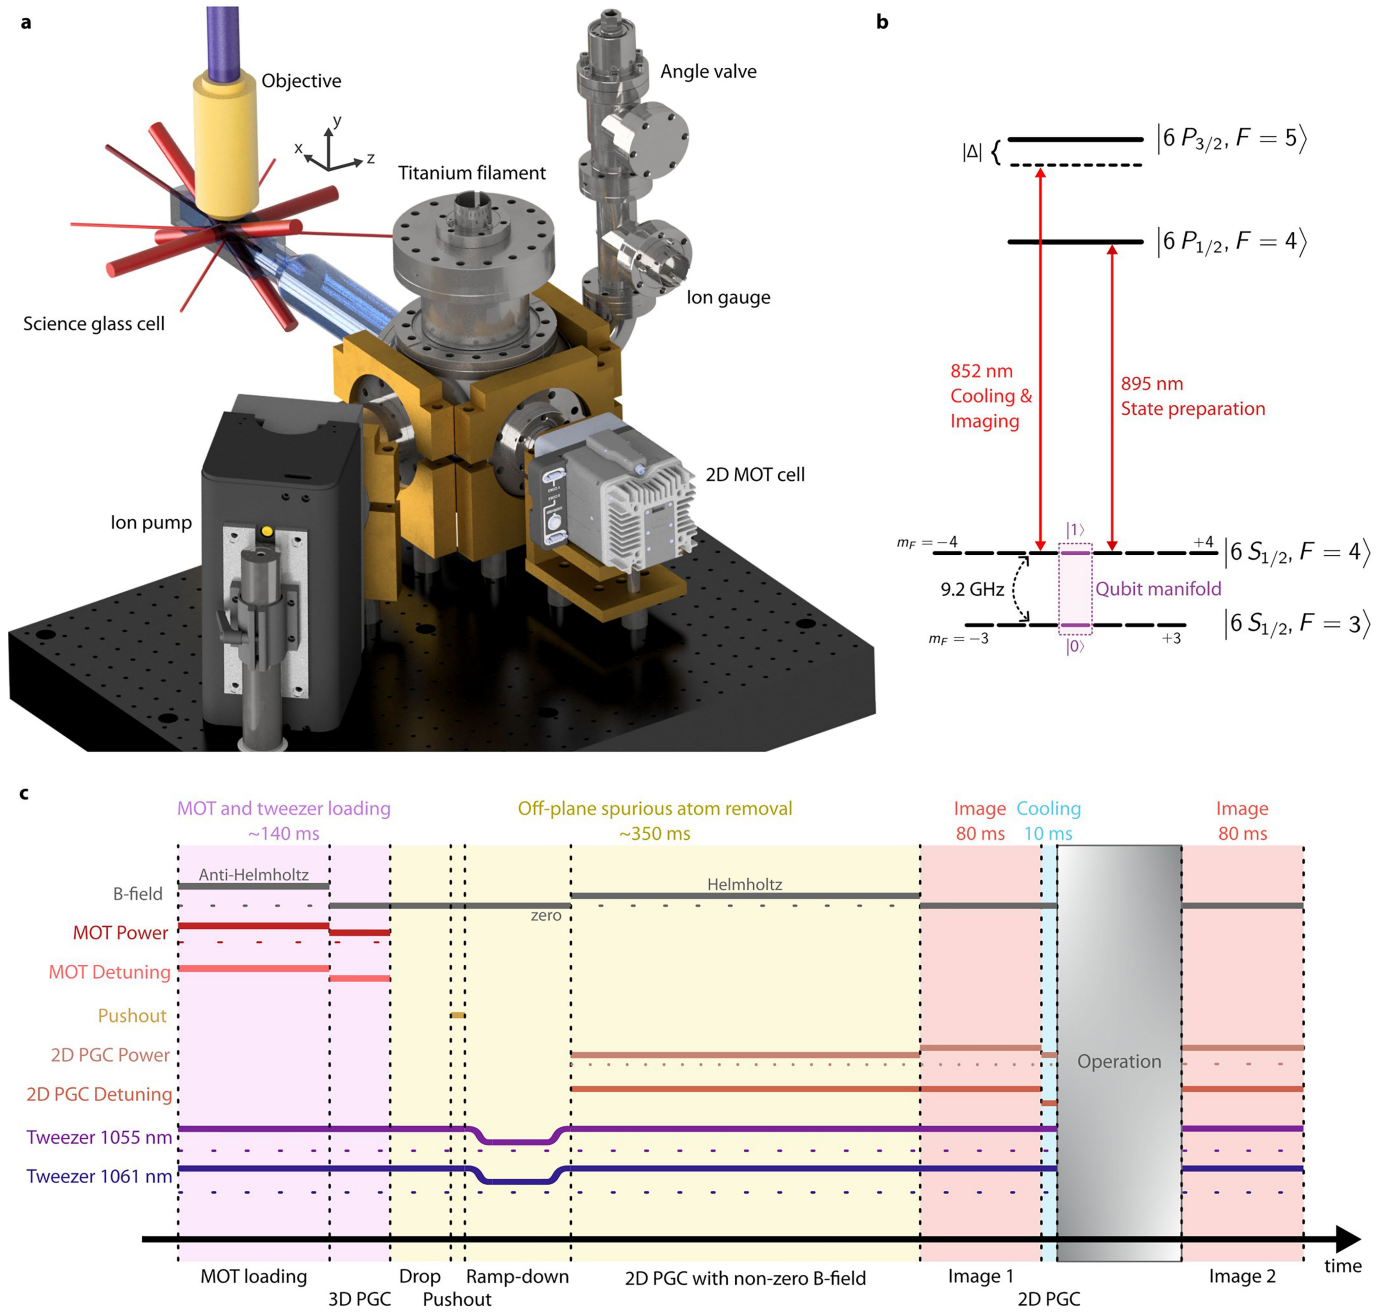 a
Objective
Angle valve
y
x
z
Titanium filament
Ion gauge
Science glass cell
2D MOT cell
Ion pump
b
|6 P3/2, F = 5⟩
|Δ| {
|6 P1/2, F = 4⟩
852 nm
Cooling &
Imaging
895 nm
State preparation
|1⟩
mF = −4
+4
|6 S1/2, F = 4⟩
9.2 GHz
Qubit manifold
|6 S1/2, F = 3⟩
mF = −3
+3
|0⟩
c
MOT and tweezer loading
~140 ms
Off-plane spurious atom removal
~350 ms
Image
80 ms
Cooling
10 ms
Image
80 ms
B-field
Anti-Helmholtz
Helmholtz
zero
MOT Power
MOT Detuning
Pushout
2D PGC Power
Operation
2D PGC Detuning
Tweezer 1055 nm
Tweezer 1061 nm
time
MOT loading
3D PGC
Drop
Pushout
Ramp-down
2D PGC with non-zero B-field
Image 1
2D PGC
Image 2